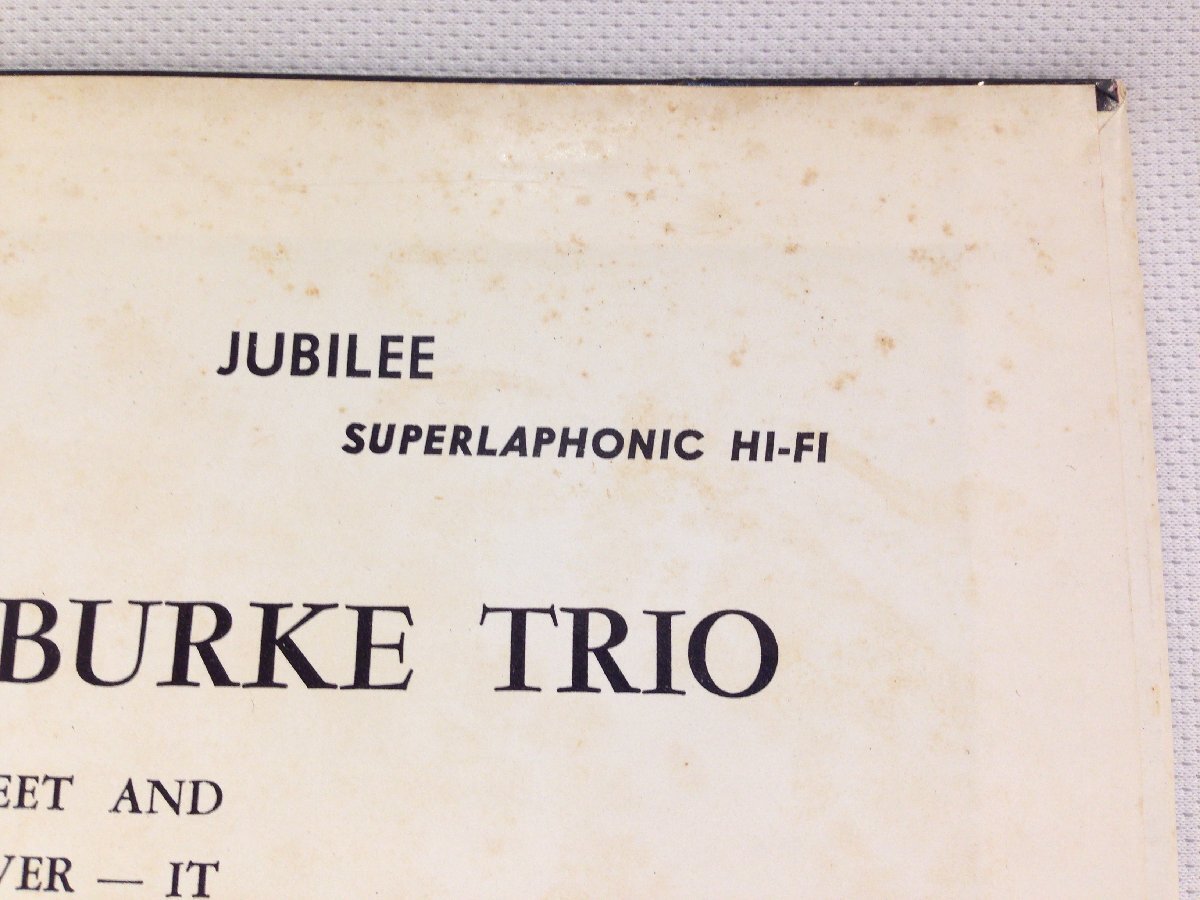 JUBILEE
SUPERLAPHONIC HI-FI
BURKE TRIO
EET AND
VER — IT